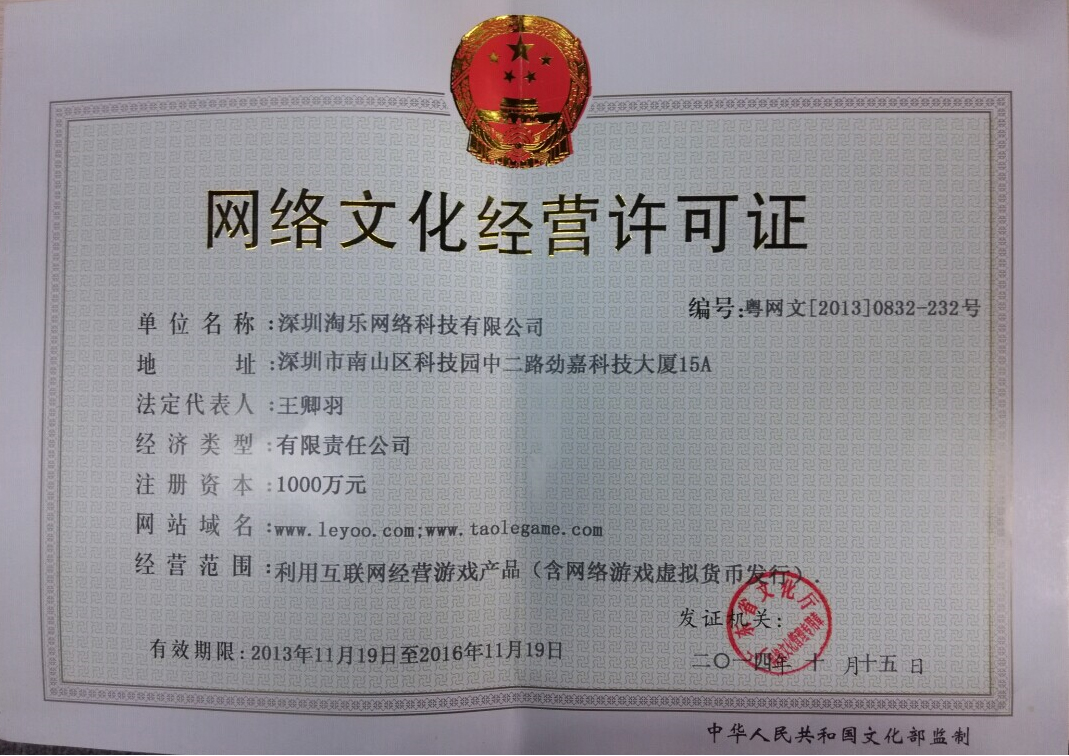 网络文化经营许可证
编号:粤网文[2013]0832-232号
单位名称:深圳淘乐网络科技有限公司
地址:深圳市南山区科技园中二路劲嘉科技大厦15A
法定代表人:王卿羽
经济类型:有限责任公司
注册资本:1000万元
网站域名:www.leyoo.com;www.taolegame.com
经营范围:利用互联网经营游戏产品（含网络游戏虚拟货币发行）.
发证机关:
东省文化厅
有效期限:2013年11月19日至2016年11月19日
二〇一四年十月十五日
中华人民共和国文化部监制